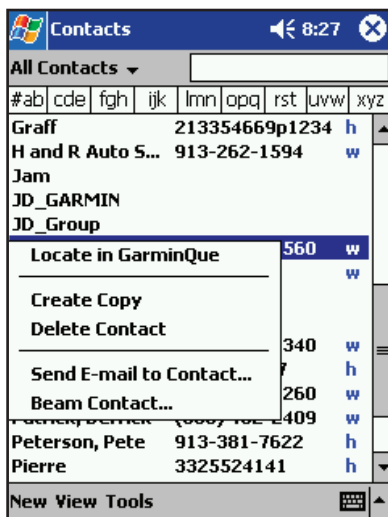 Contacts 8:27
All Contacts
#ab cde fgh ijk lmn opq rst uvw xyz
Graff 213354669p1234 h
H and R Auto S... 913-262-1594 w
Jam
JD_GARMIN
JD_Group
560 w
Locate in GarminQue
w
Create Copy
Delete Contact
340 w
h
Send E-mail to Contact...
260 w
Beam Contact...
2409 w
Peterson, Pete 913-381-7622 h
Pierre 3325524141 h
New View Tools